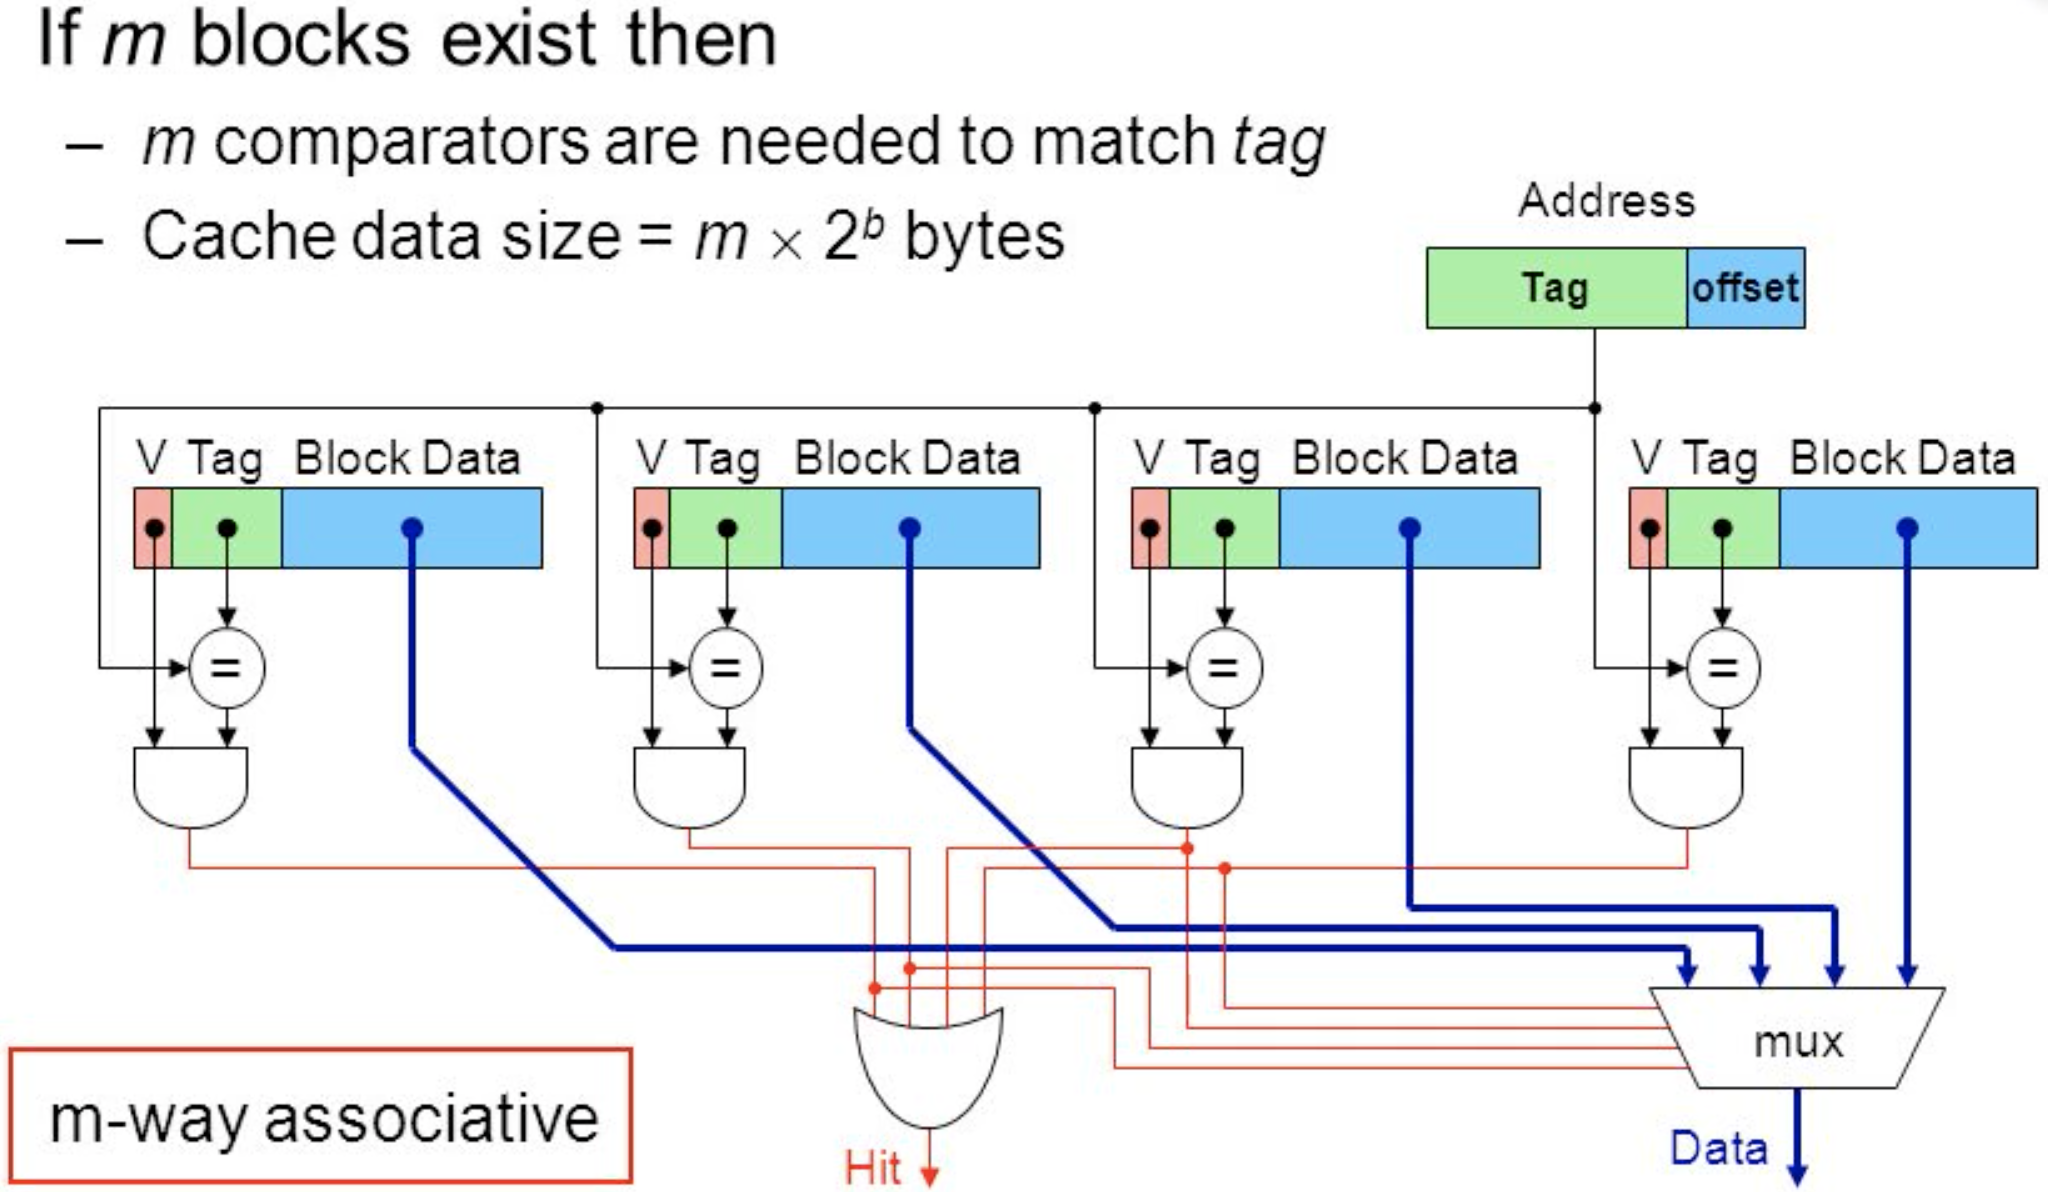 If m blocks exist then
– m comparators are needed to match tag
– Cache data size = m × 2ᵇ bytes
Address
Tag offset
V Tag Block Data V Tag Block Data V Tag Block Data V Tag Block Data
= = = =
mux
m-way associative
Hit
Data